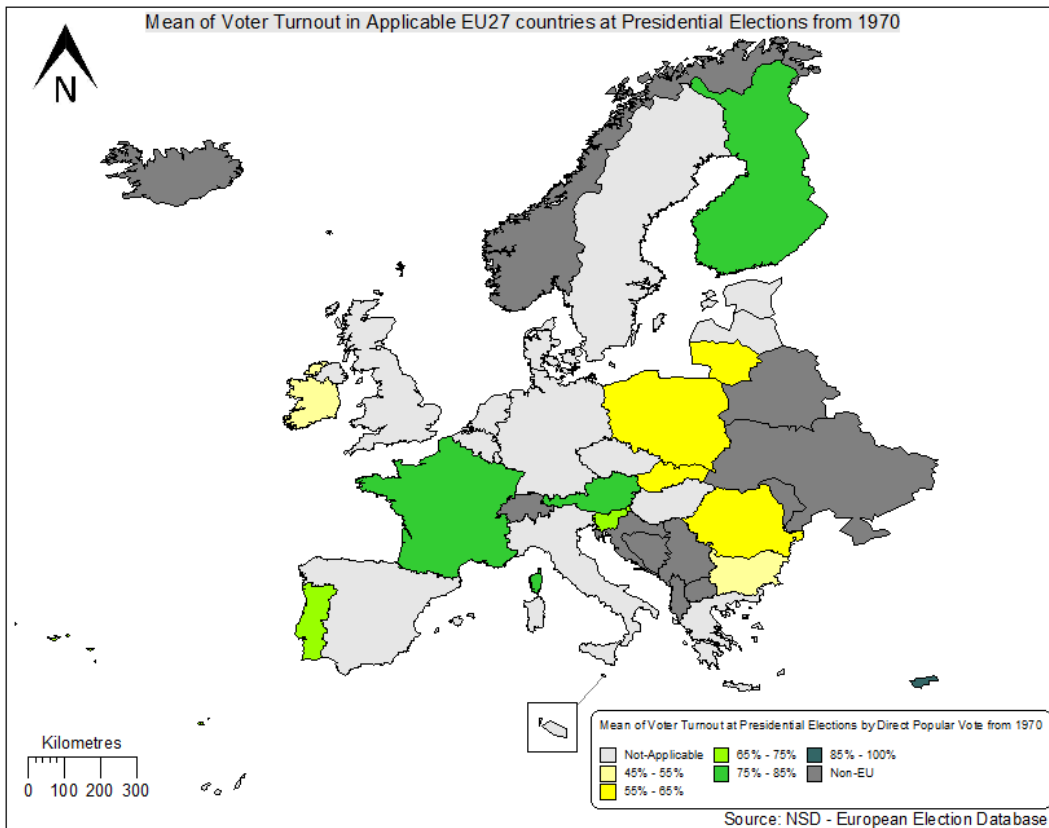 Mean of Voter Turnout in Applicable EU27 countries at Presidential Elections from 1970
N
Kilometres
0 100 200 300
Mean of Voter Turnout at Presidential Elections by Direct Popular Vote from 1970
Not-Applicable 65% - 75% 85% - 100%
45% - 55% 75% - 85% Non-EU
55% - 65%
Source: NSD - European Election Database